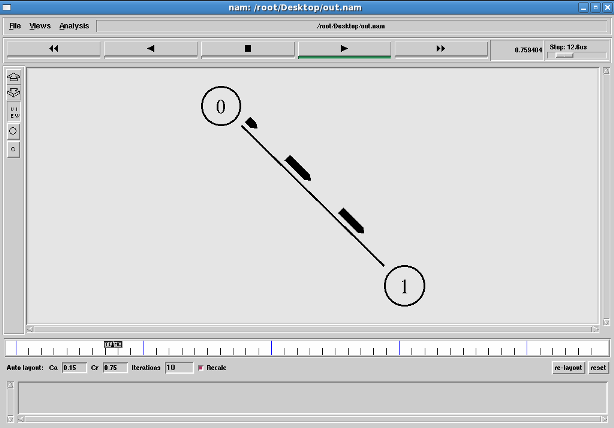 nam: /root/Desktop/out.nam
File Views Analysis /root/Desktop/out.nam
0.759404 Step: 12.6ux
0
1
Auto layout: Ca 0.15 Cr 0.75 Iterations 10 Recalc re-layout reset